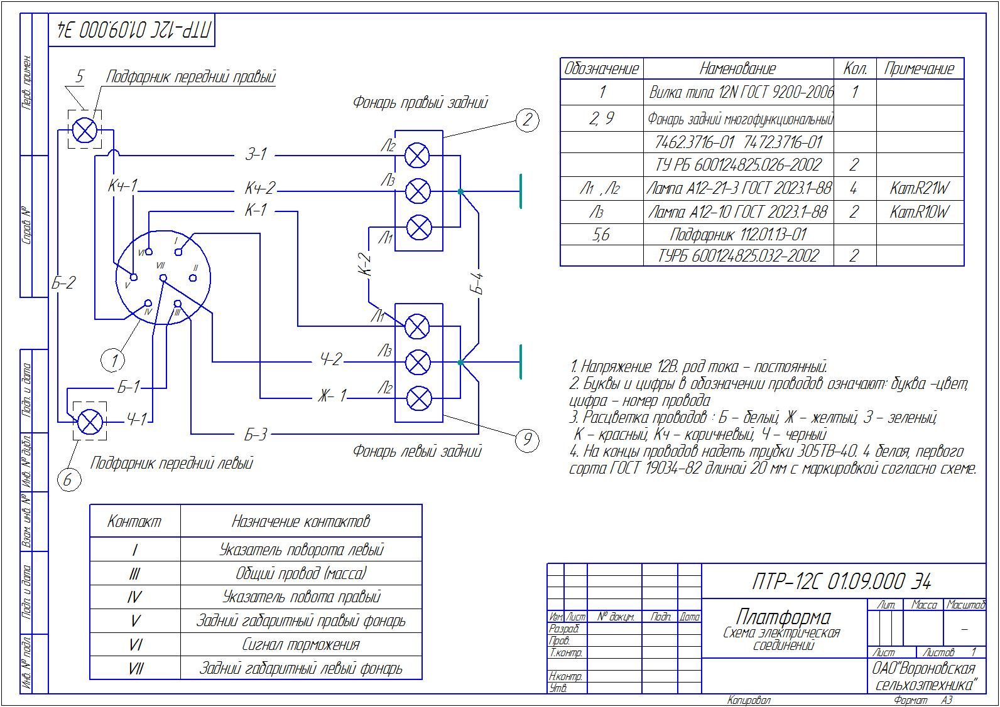 ПТР-12С 01.09.000 Э4
Перв. примен.
Справ. №
Подп. и дата
Инв. № дубл.
Взам. инв. №
Подп. и дата
Инв. № подл.
5
Подфарник передний правый
Фонарь правый задний
2
Л2
З-1
Кч-1
Кч-2
Л3
К-1
Л1
VI
I
VII
II
V
IV
III
К-2
Б-4
Б-2
1
Л1
Ч-2
Л3
Б-1
Ж- 1
Л2
Ч-1
Б-3
9
Фонарь левый задний
Подфарник передний левый
6
Обозначение Наменование Кол. Примечание
1 Вилка типа 12N ГОСТ 9200-2006 1
2, 9 Фонарь задний многофункциональный
7462.3716-01 7472.3716-01
ТУ РБ 600124825.026-2002 2
Л1 , Л2 Лампа А12-21-3 ГОСТ 2023.1-88 4 Кат.R21W
Л3 Лампа А12-10 ГОСТ 2023.1-88 2 Кат.R10W
5,6 Подфарник 112.01.13-01
ТУРБ 600124825.032-2002 2
1. Напряжение 12В. род тока - постоянный.
2. Буквы и цифры в обозначении проводов означают: буква -цвет,
цифра - номер провода
3. Расцветка проводов : Б - белый, Ж - желтый, З - зеленый,
К - красный, Кч - коричневый, Ч - черный
4. На концы проводов надеть трубки 305ТВ-40. 4 белая, первого
сорта ГОСТ 19034-82 длиной 20 мм с маркировкой согласно схеме.
Контакт Назначение контактов
I Указатель поворота левый
III Общий провод (масса)
IV Указатель повота правый
V Задний габаритный правый фонарь
VI Сигнал торможения
VII Задний габаритный левый фонарь
ПТР-12С 01.09.000 Э4
Изм. Лист № докум. Подп. Дата
Разраб.
Пров.
Т.контр.
Н.контр.
Утв.
Платформа
Схема электрическая
соединений
Лит. Масса Масштаб
-
Лист Листов 1
ОАО"Вороновская
сельхозтехника"
Копировал Формат А3